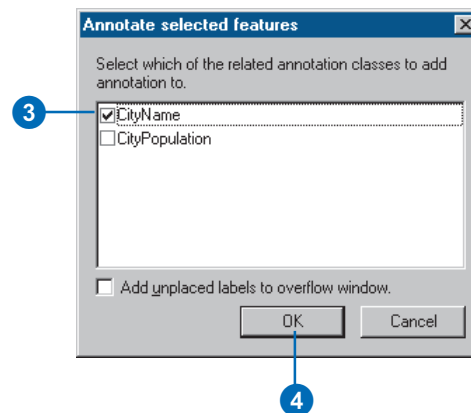 Annotate selected features
Select which of the related annotation classes to add
annotation to.
3
CityName
CityPopulation
Add unplaced labels to overflow window.
OK
Cancel
4